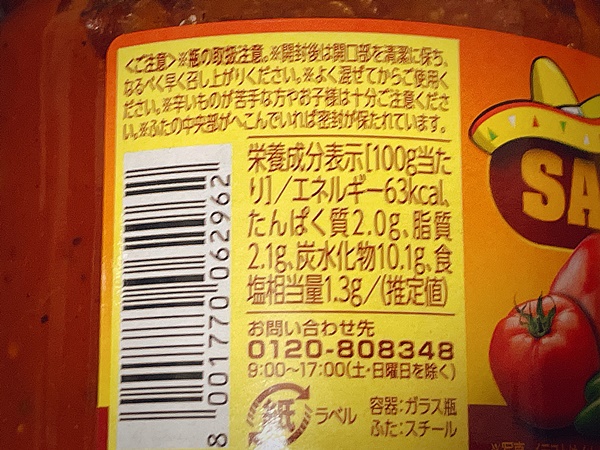 <ご注意>※瓶の取扱注意。※開封後は開口部を清潔に保ち、
なるべく早く召し上がりください。※よく混ぜてからご使用く
ださい。※辛いものが苦手な方やお子様は十分ご注意くださ
い。※ふたの中央部がへこんでいれば密封が保たれています。
栄養成分表示[100g当た
り]/エネルギー63kcal、
たんぱく質2.0g、脂質
2.1g、炭水化物10.1g、食
塩相当量1.3g/(推定値)
お問い合わせ先
0120-808348
9:00〜17:00(土・日曜日を除く)
紙 ラベル
容器:ガラス瓶
ふた:スチール
8 001770 062962
SA